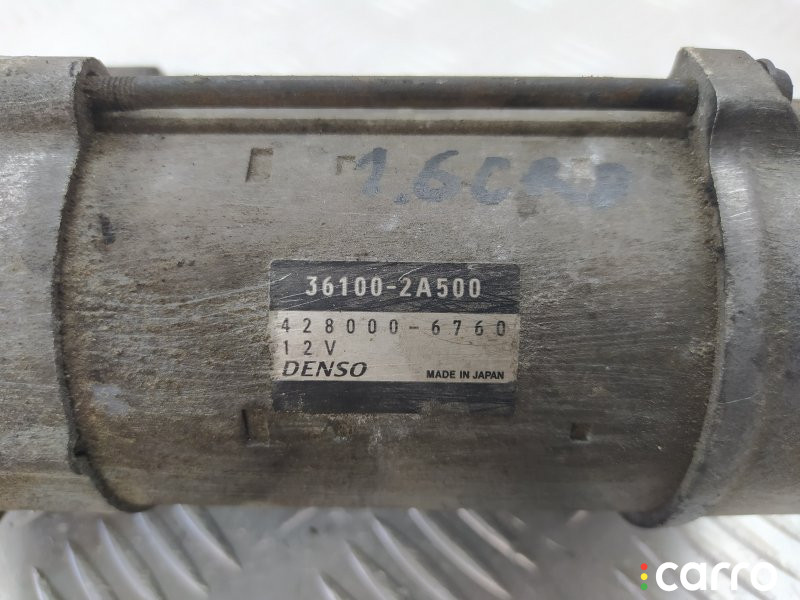 1.6CRD
36100-2A500
428000-6760
12V
DENSO MADE IN JAPAN
carro